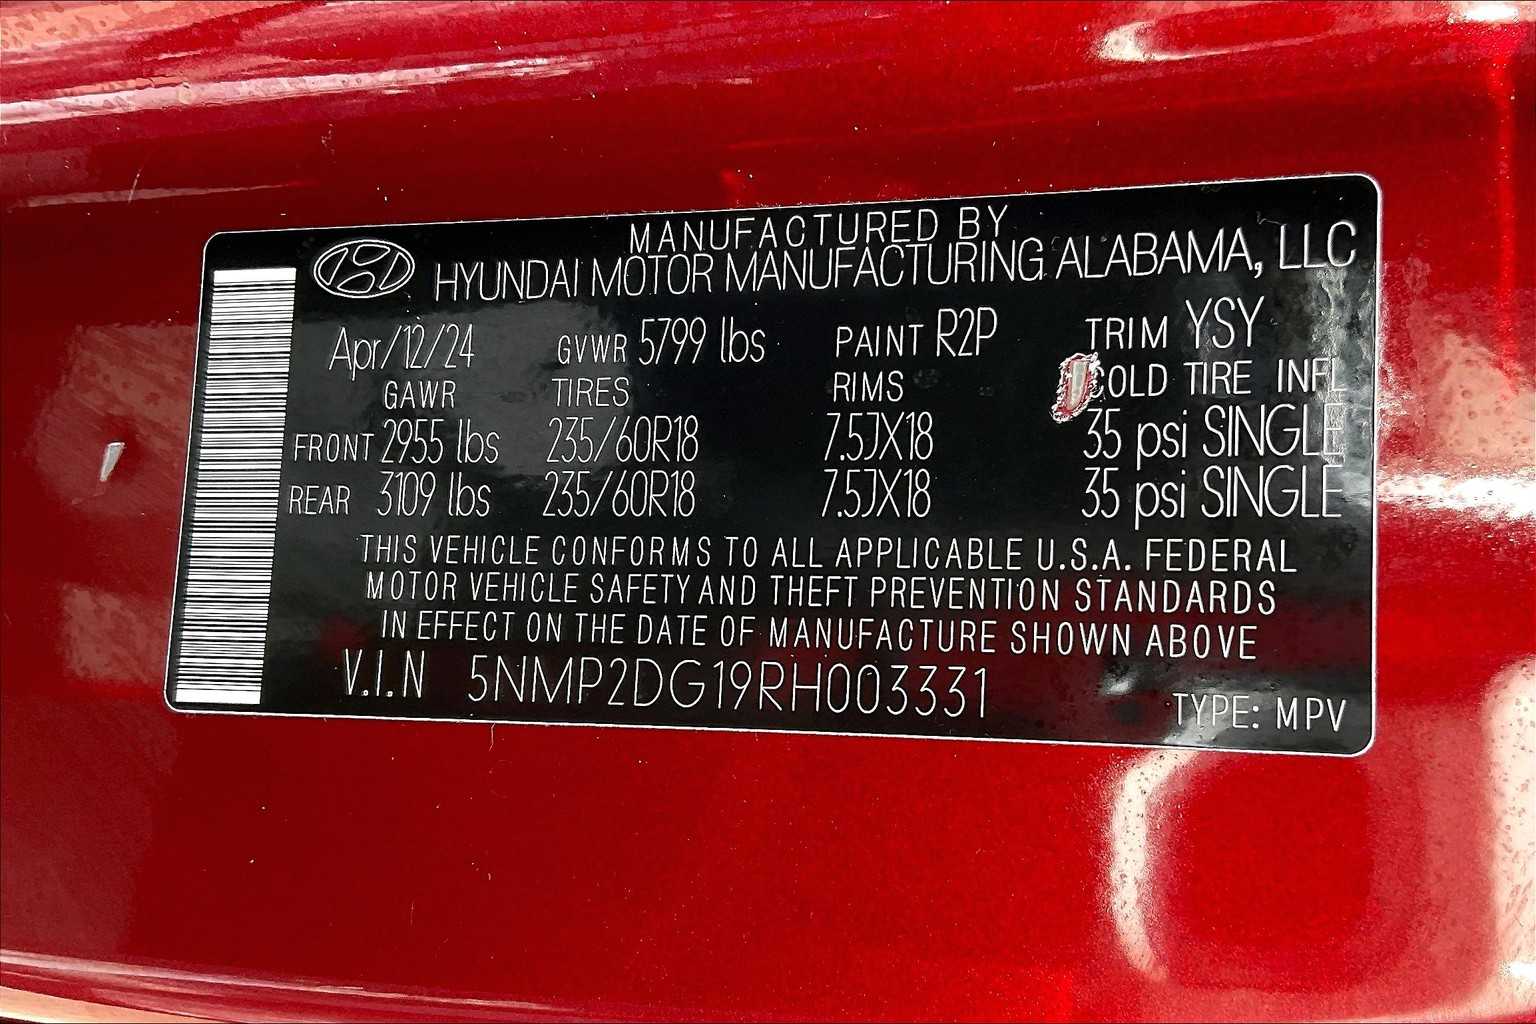 MANUFACTURED BY
HYUNDAI MOTOR MANUFACTURING ALABAMA, LLC
Apr/12/24 GVWR 5799 lbs PAINT R2P TRIM YSY
GAWR TIRES RIMS COLD TIRE INFL
FRONT 2955 lbs 235/60R18 7.5JX18 35 psi SINGLE
REAR 3109 lbs 235/60R18 7.5JX18 35 psi SINGLE
THIS VEHICLE CONFORMS TO ALL APPLICABLE U.S.A. FEDERAL
MOTOR VEHICLE SAFETY AND THEFT PREVENTION STANDARDS
IN EFFECT ON THE DATE OF MANUFACTURE SHOWN ABOVE
V.I.N 5NMP2DG19RH003331
TYPE: MPV